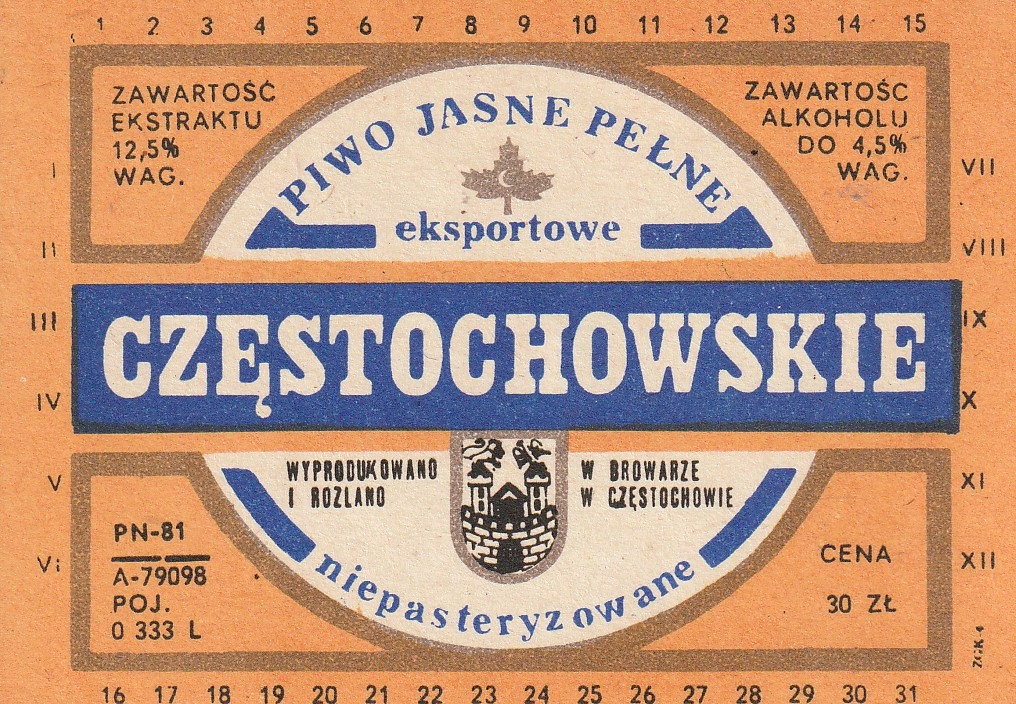 1 2 3 4 5 6 7 8 9 10 11 12 13 14 15
ZAWARTOŚĆ
EKSTRAKTU
12,5%
WAG.
PIWO JASNE PEŁNE
eksportowe
ZAWARTOŚC
ALKOHOLU
DO 4,5%
WAG.
I
II
III
IV
V
VI
VII
VIII
IX
X
XI
XII
CZĘSTOCHOWSKIE
WYPRODUKOWANO
I ROZLANO
W BROWARZE
W CZĘSTOCHOWIE
niepasteryzowane
PN-81
A-79098
POJ.
0 333 L
CENA
30 ZŁ
ZGK-4
16 17 18 19 20 21 22 23 24 25 26 27 28 29 30 31